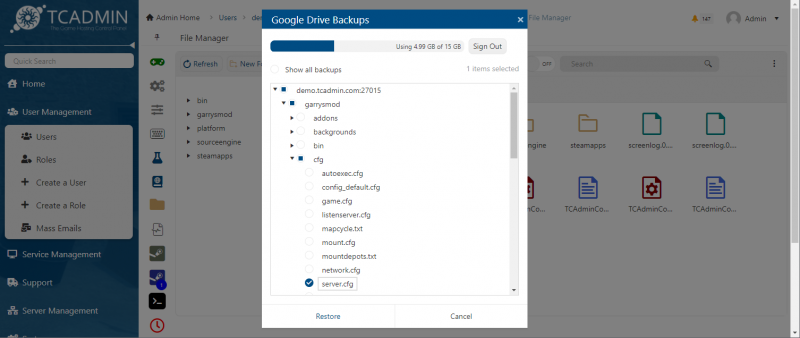 TCADMIN
The Game Hosting Control Panel
Quick Search
Home
User Management
Users
Roles
Create a User
Create a Role
Mass Emails
Service Management
Support
Server Management
Admin Home
Users
File Manager
147
Admin
File Manager
Refresh
New
OFF
Search
bin
garrysmod
platform
sourceengine
steamapps
steamapps
screenlog.0....
screenlog.0....
TCAdminCo...
TCAdminCo...
TCAdminCo...
TCAdminCo...
Google Drive Backups
Using 4.99 GB of 15 GB
Sign Out
Show all backups
1 items selected
demo.tcadmin.com:27015
garrysmod
addons
backgrounds
bin
cfg
autoexec.cfg
config_default.cfg
game.cfg
listenserver.cfg
mapcycle.txt
mount.cfg
mountdepots.txt
network.cfg
server.cfg
Restore
Cancel